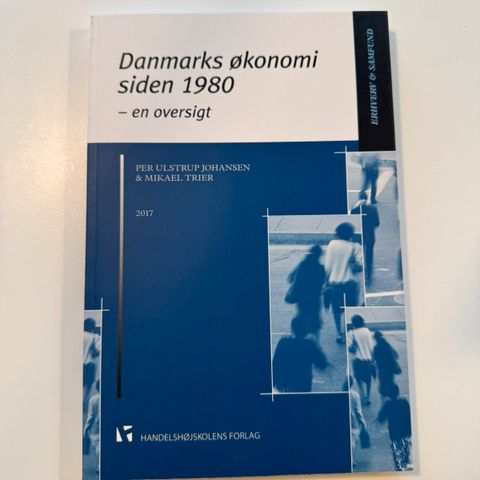 Danmarks økonomi
siden 1980
– en oversigt
ERHVERV & SAMFUND
PER ULSTRUP JOHANSEN
& MIKAEL TRIER
2017
HANDELSHØJSKOLENS FORLAG